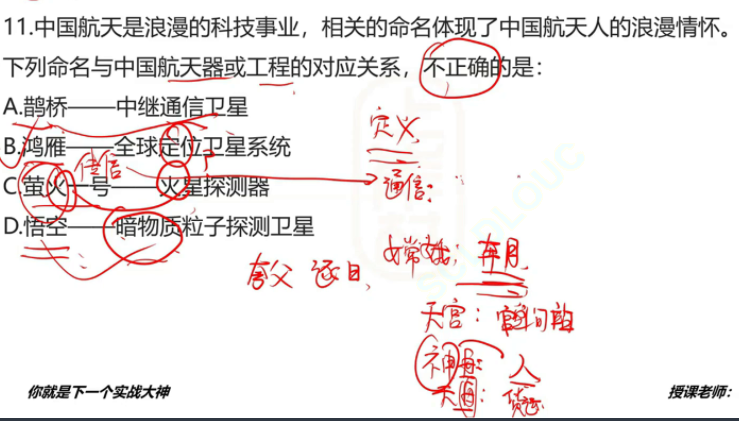 11.中国航天是浪漫的科技事业，相关的命名体现了中国航天人的浪漫情怀。
下列命名与中国航天器或工程的对应关系，不正确的是：
A.鹊桥——中继通信卫星
B.鸿雁——全球定位卫星系统
C.萤火一号——火星探测器
D.悟空——暗物质粒子探测卫星
定义
传信
通信：
嫦娥：奔月
夸父逐日
天宫：空间站
神舟：人
天舟：货运
你就是下一个实战大神
授课老师：